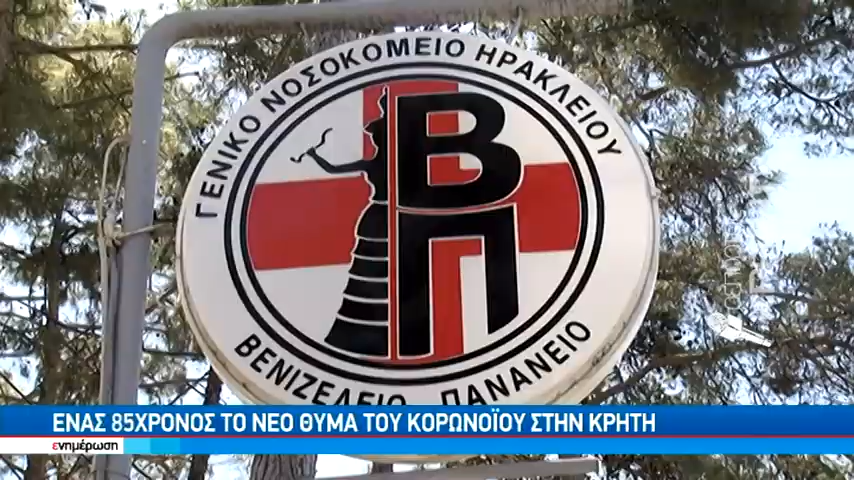 ΓΕΝΙΚΟ ΝΟΣΟΚΟΜΕΙΟ ΗΡΑΚΛΕΙΟΥ
ΒΠ
ΒΕΝΙΖΕΛΕΙΟ ΠΑΝΑΝΕΙΟ
ΕΝΑΣ 85ΧΡΟΝΟΣ ΤΟ ΝΕΟ ΘΥΜΑ ΤΟΥ ΚΟΡΩΝΟΪΟΥ ΣΤΗΝ ΚΡΗΤΗ
ενημέρωση